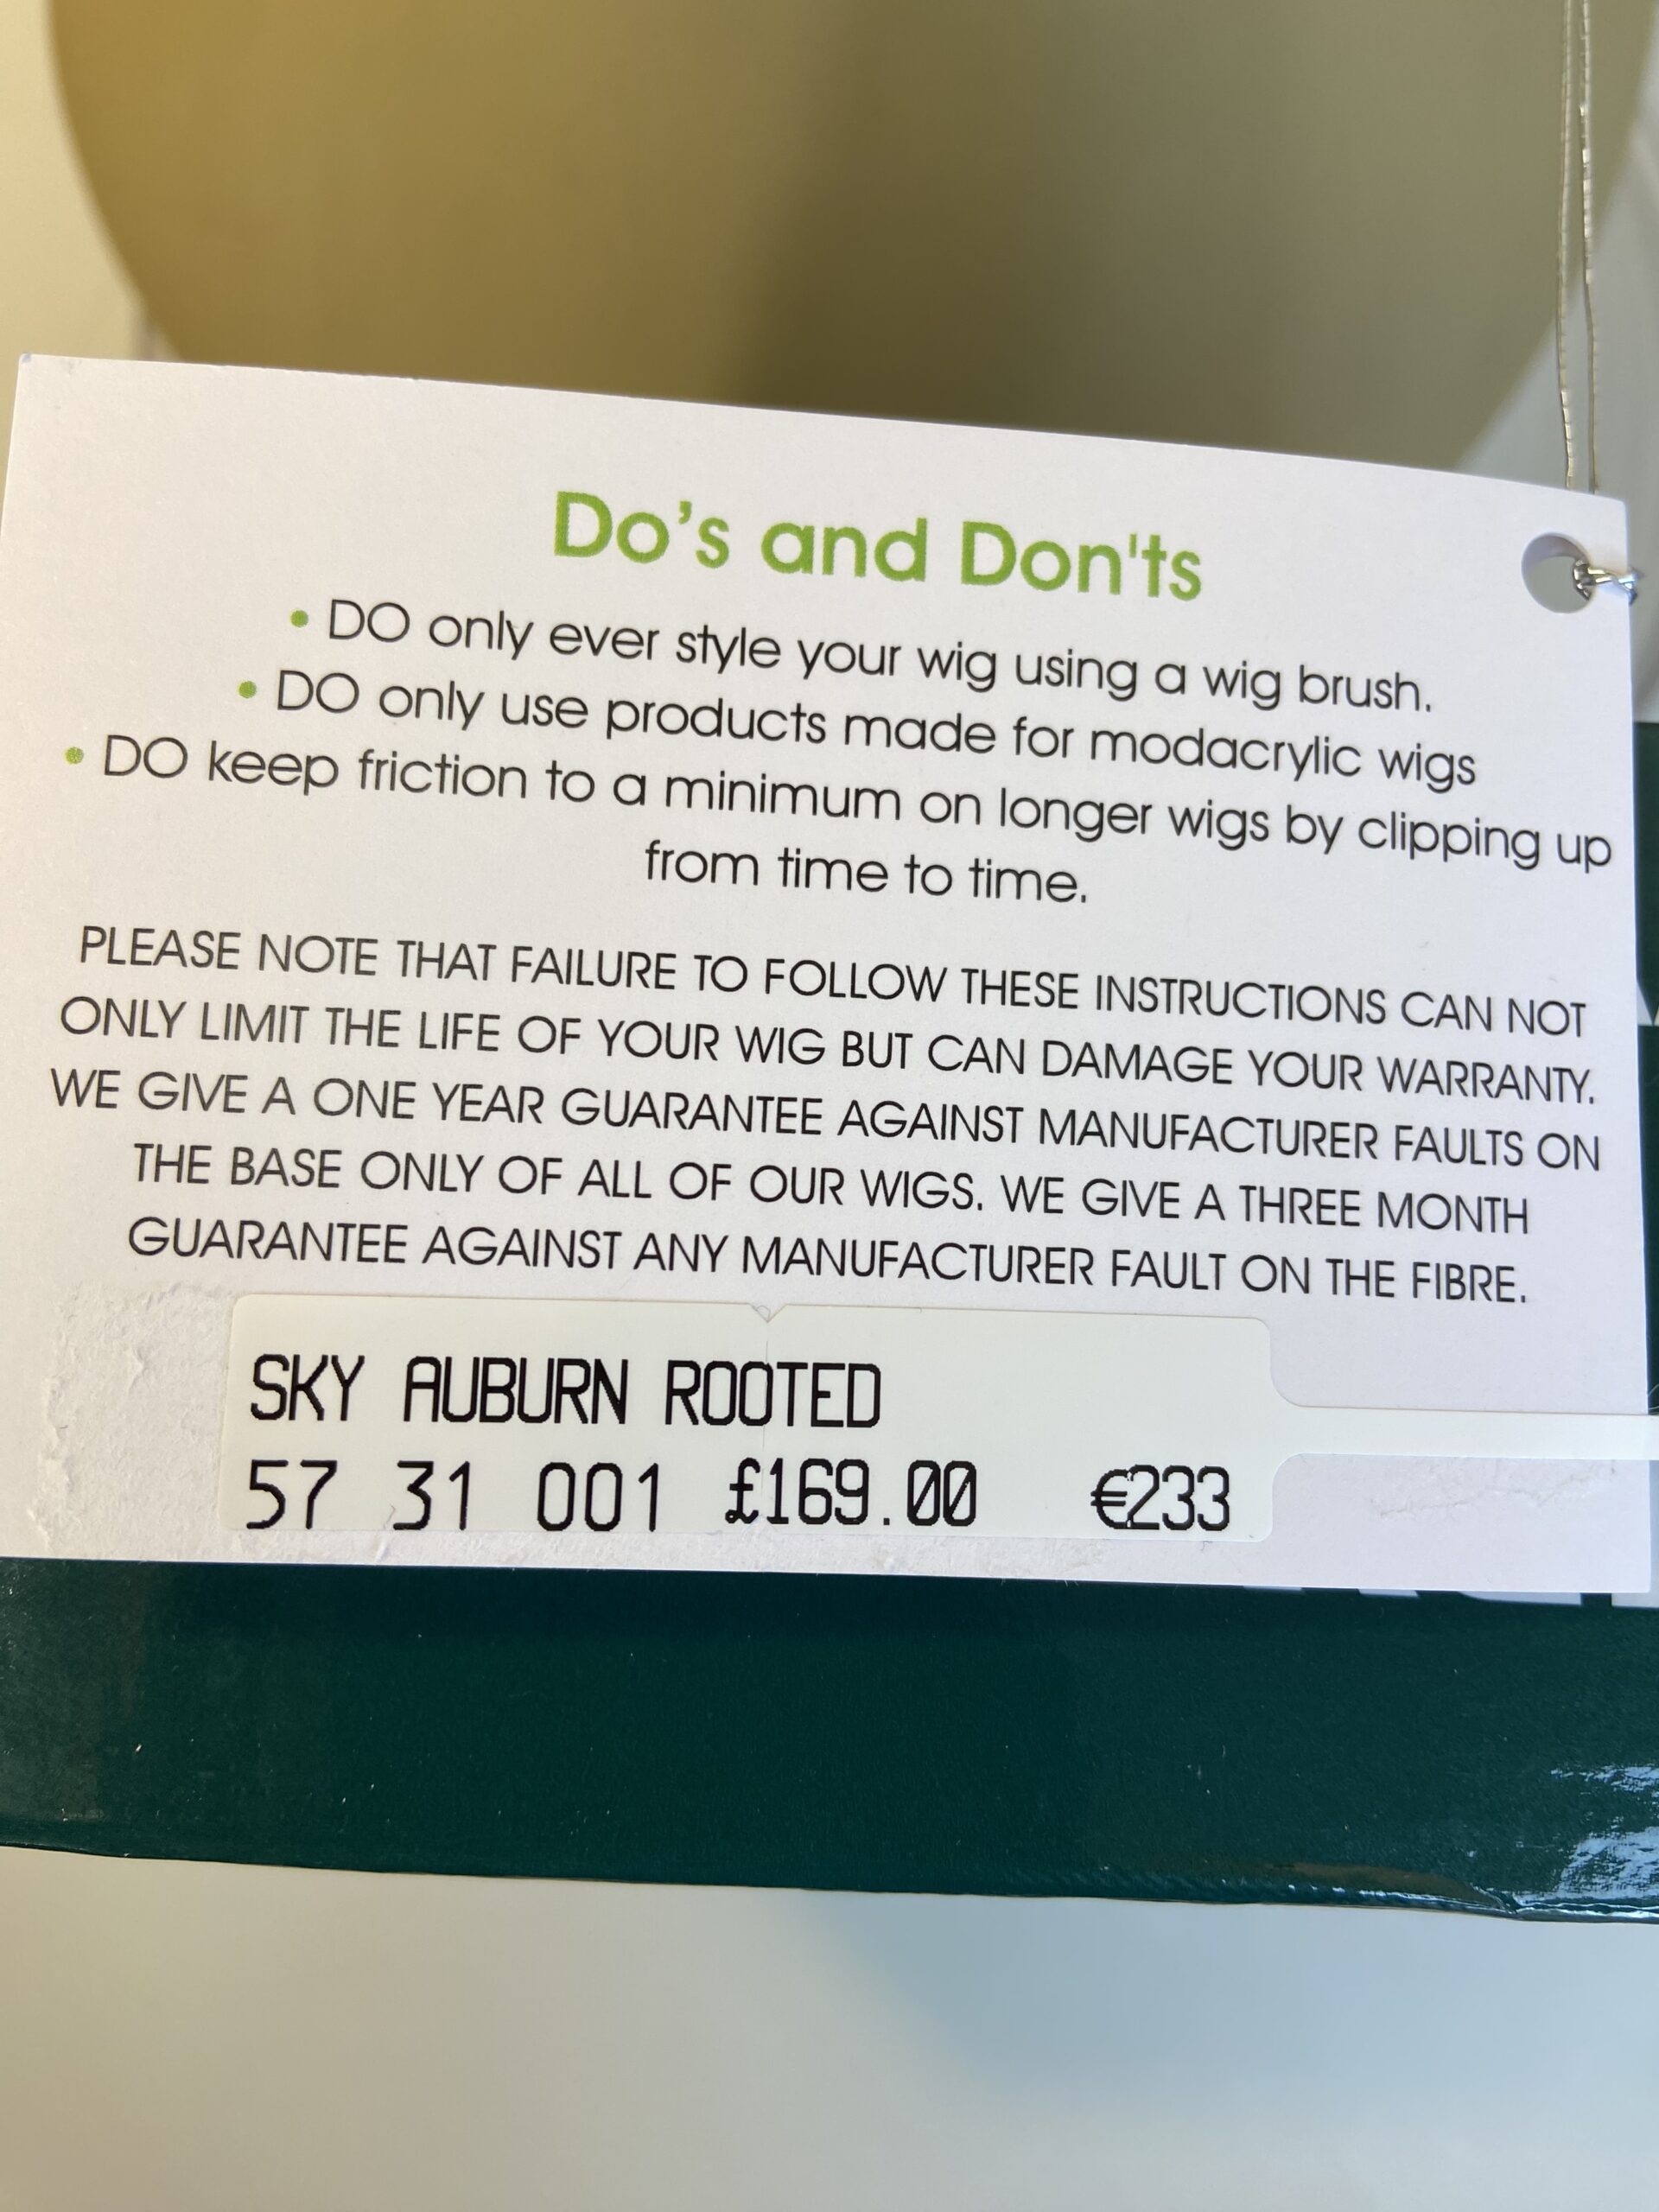 Do's and Don'ts
• DO only ever style your wig using a wig brush.
• DO only use products made for modacrylic wigs
• DO keep friction to a minimum on longer wigs by clipping up
from time to time.
PLEASE NOTE THAT FAILURE TO FOLLOW THESE INSTRUCTIONS CAN NOT
ONLY LIMIT THE LIFE OF YOUR WIG BUT CAN DAMAGE YOUR WARRANTY.
WE GIVE A ONE YEAR GUARANTEE AGAINST MANUFACTURER FAULTS ON
THE BASE ONLY OF ALL OF OUR WIGS. WE GIVE A THREE MONTH
GUARANTEE AGAINST ANY MANUFACTURER FAULT ON THE FIBRE.
SKY AUBURN ROOTED
57 31 001 £169.00 €233